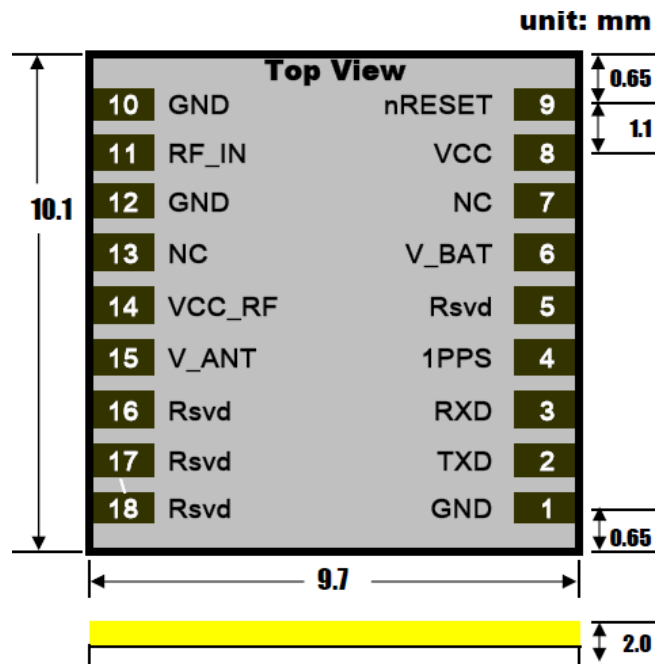 unit: mm
Top View
0.65
10 GND nRESET 9
1.1
11 RF_IN VCC 8
10.1
12 GND NC 7
13 NC V_BAT 6
14 VCC_RF Rsvd 5
15 V_ANT 1PPS 4
16 Rsvd RXD 3
17 Rsvd TXD 2
18 Rsvd GND 1
0.65
9.7
2.0